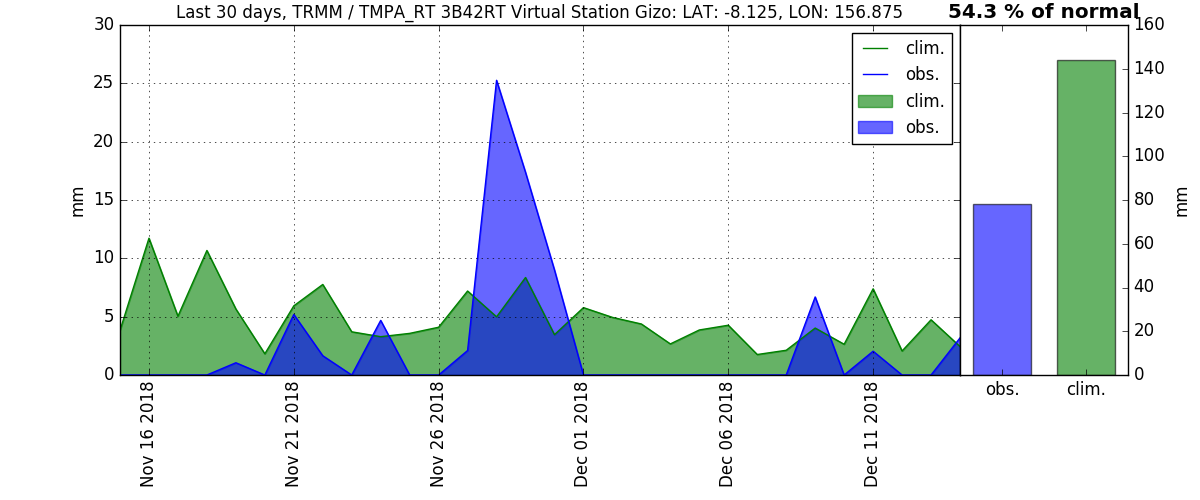 Last 30 days, TRMM / TMPA_RT 3B42RT Virtual Station Gizo: LAT: -8.125, LON: 156.875
54.3 % of normal
30
25
20
15
10
5
0
mm
clim.
obs.
clim.
obs.
Nov 16 2018
Nov 21 2018
Nov 26 2018
Dec 01 2018
Dec 06 2018
Dec 11 2018
160
140
120
100
80
60
40
20
0
mm
obs.
clim.